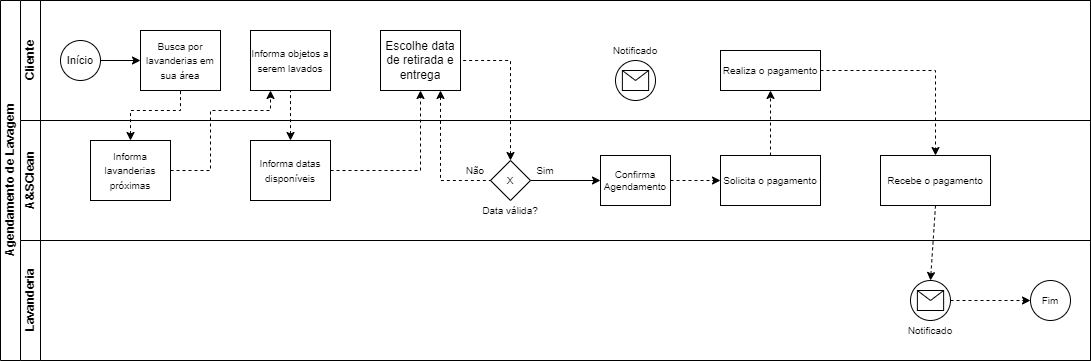 Agendamento de Lavagem
Cliente
Início
Busca por
lavanderias em
sua área
Informa objetos a
serem lavados
Escolhe data
de retirada e
entrega
Notificado
Realiza o pagamento
A&SClean
Informa
lavanderias
próximas
Informa datas
disponíveis
Não
X
Sim
Data válida?
Confirma
Agendamento
Solicita o pagamento
Recebe o pagamento
Lavanderia
Notificado
Fim